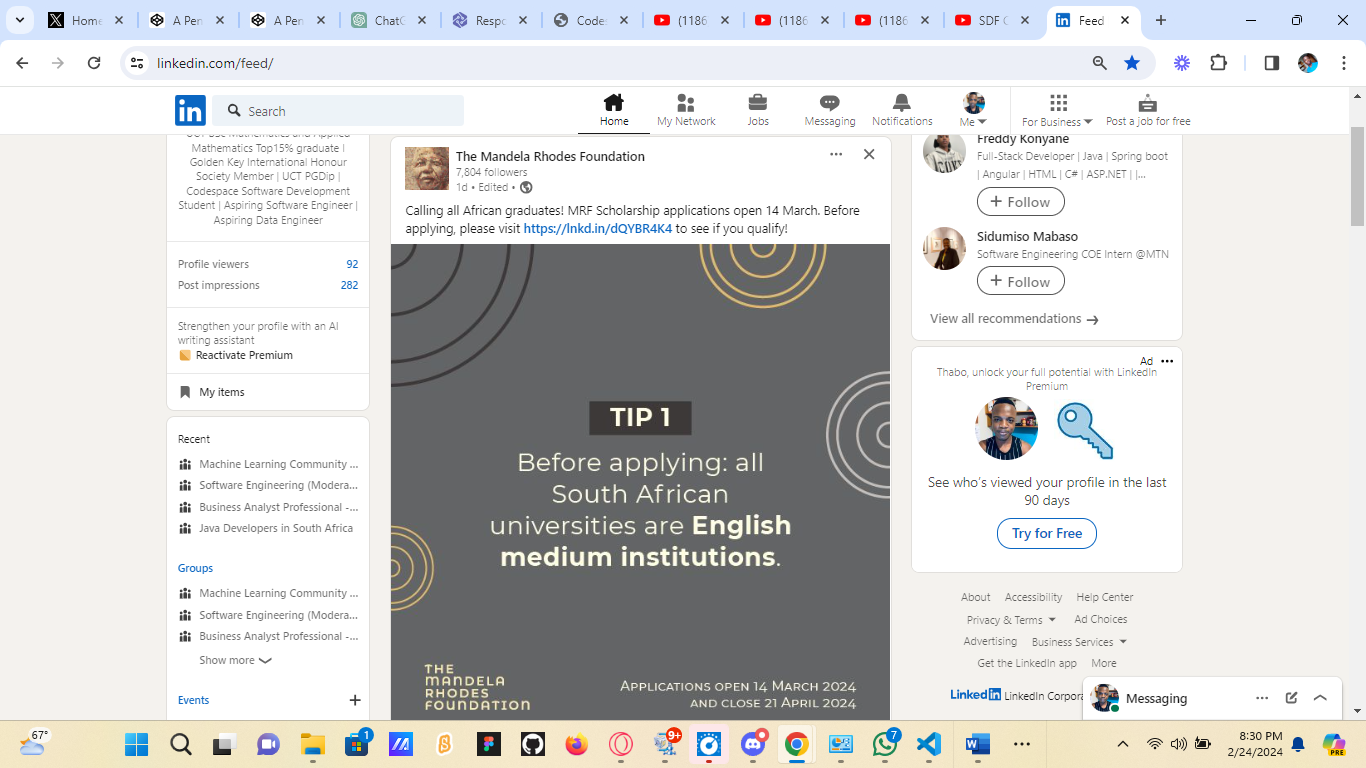 Home
A Pen
A Pen
ChatG
Respo
Codes
(1186
(1186
(1186
SDF C
Feed
linkedin.com/feed/
Search
Home
My Network
Jobs
Messaging
Notifications
Me
For Business
Post a job for free
UCT BSc Mathematics and Applied
Mathematics Top15% graduate I
Golden Key International Honour
Society Member | UCT PGDip |
Codespace Software Development
Student | Aspiring Software Engineer |
Aspiring Data Engineer
Profile viewers 92
Post impressions 282
Strengthen your profile with an AI
writing assistant
Reactivate Premium
My items
Recent
Machine Learning Community ...
Software Engineering (Modera...
Business Analyst Professional -...
Java Developers in South Africa
Groups
Machine Learning Community ...
Software Engineering (Modera...
Business Analyst Professional -...
Show more
Events +
The Mandela Rhodes Foundation
7,804 followers
1d • Edited •
Calling all African graduates! MRF Scholarship applications open 14 March. Before
applying, please visit https://lnkd.in/dQYBR4K4 to see if you qualify!
TIP 1
Before applying: all
South African
universities are English
medium institutions.
THE
MANDELA
RHODES
FOUNDATION
APPLICATIONS OPEN 14 MARCH 2024
AND CLOSE 21 APRIL 2024
Freddy Konyane
Full-Stack Developer | Java | Spring boot
| Angular | HTML | C# | ASP.NET | |...
+ Follow
Sidumiso Mabaso
Software Engineering COE Intern @MTN
+ Follow
View all recommendations →
Ad •••
Thabo, unlock your full potential with LinkedIn
Premium
See who's viewed your profile in the last
90 days
Try for Free
About Accessibility Help Center
Privacy & Terms Ad Choices
Advertising Business Services
Get the LinkedIn app More
LinkedIn LinkedIn Corpora
Messaging
67°
1
9+
7
PRE
8:30 PM
2/24/2024